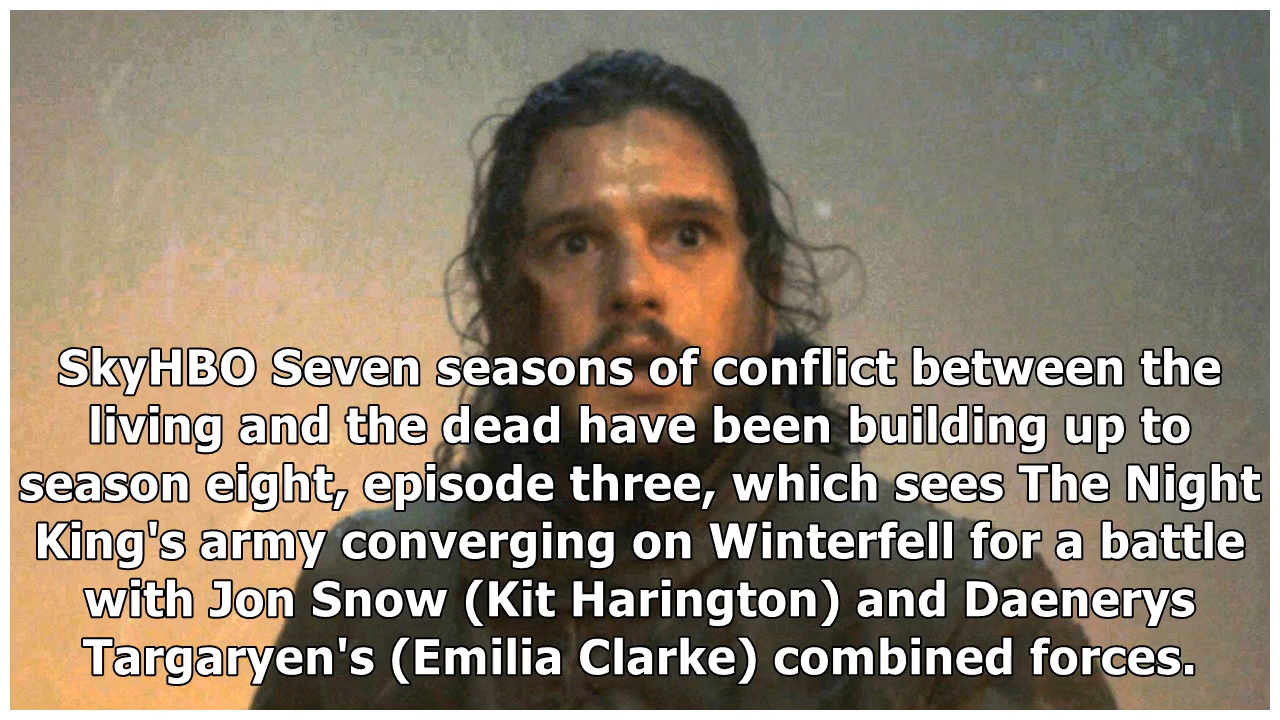 SkyHBO Seven seasons of conflict between the
living and the dead have been building up to
season eight, episode three, which sees The Night
King's army converging on Winterfell for a battle
with Jon Snow (Kit Harington) and Daenerys
Targaryen's (Emilia Clarke) combined forces.